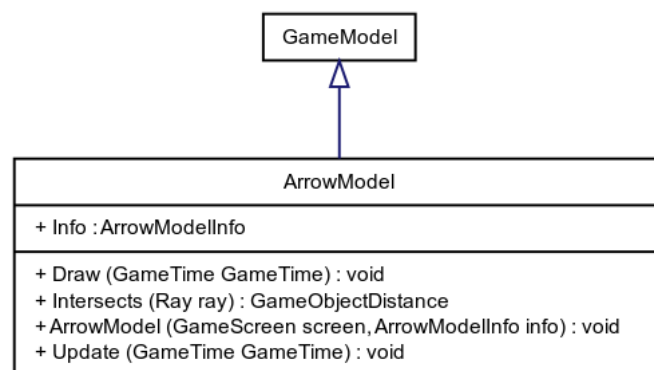 GameModel
ArrowModel
+ Info : ArrowModelInfo
+ Draw (GameTime GameTime) : void
+ Intersects (Ray ray) : GameObjectDistance
+ ArrowModel (GameScreen screen, ArrowModelInfo info) : void
+ Update (GameTime GameTime) : void